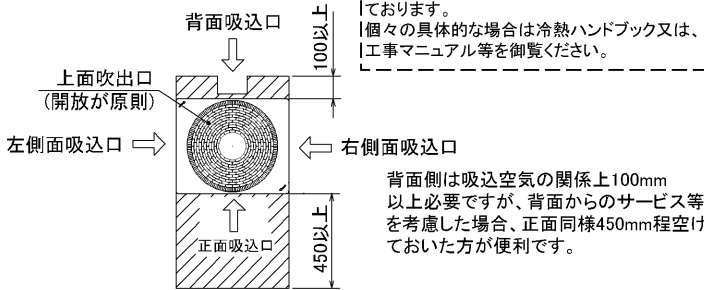 ております。
個々の具体的な場合は冷熱ハンドブック又は、
工事マニュアル等を御覧ください。
背面吸込口
100以上
上面吹出口
(開放が原則)
左側面吸込口
右側面吸込口
正面吸込口
450以上
背面側は吸込空気の関係上100mm
以上必要ですが、背面からのサービス等
を考慮した場合、正面同様450mm程空け
ておいた方が便利です。